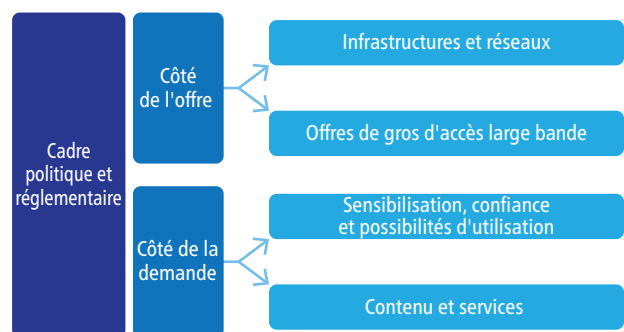 Cadre
politique et
réglementaire
Côté
de l'offre
Infrastructures et réseaux
Offres de gros d'accès large bande
Côté de la
demande
Sensibilisation, confiance
et possibilités d'utilisation
Contenu et services